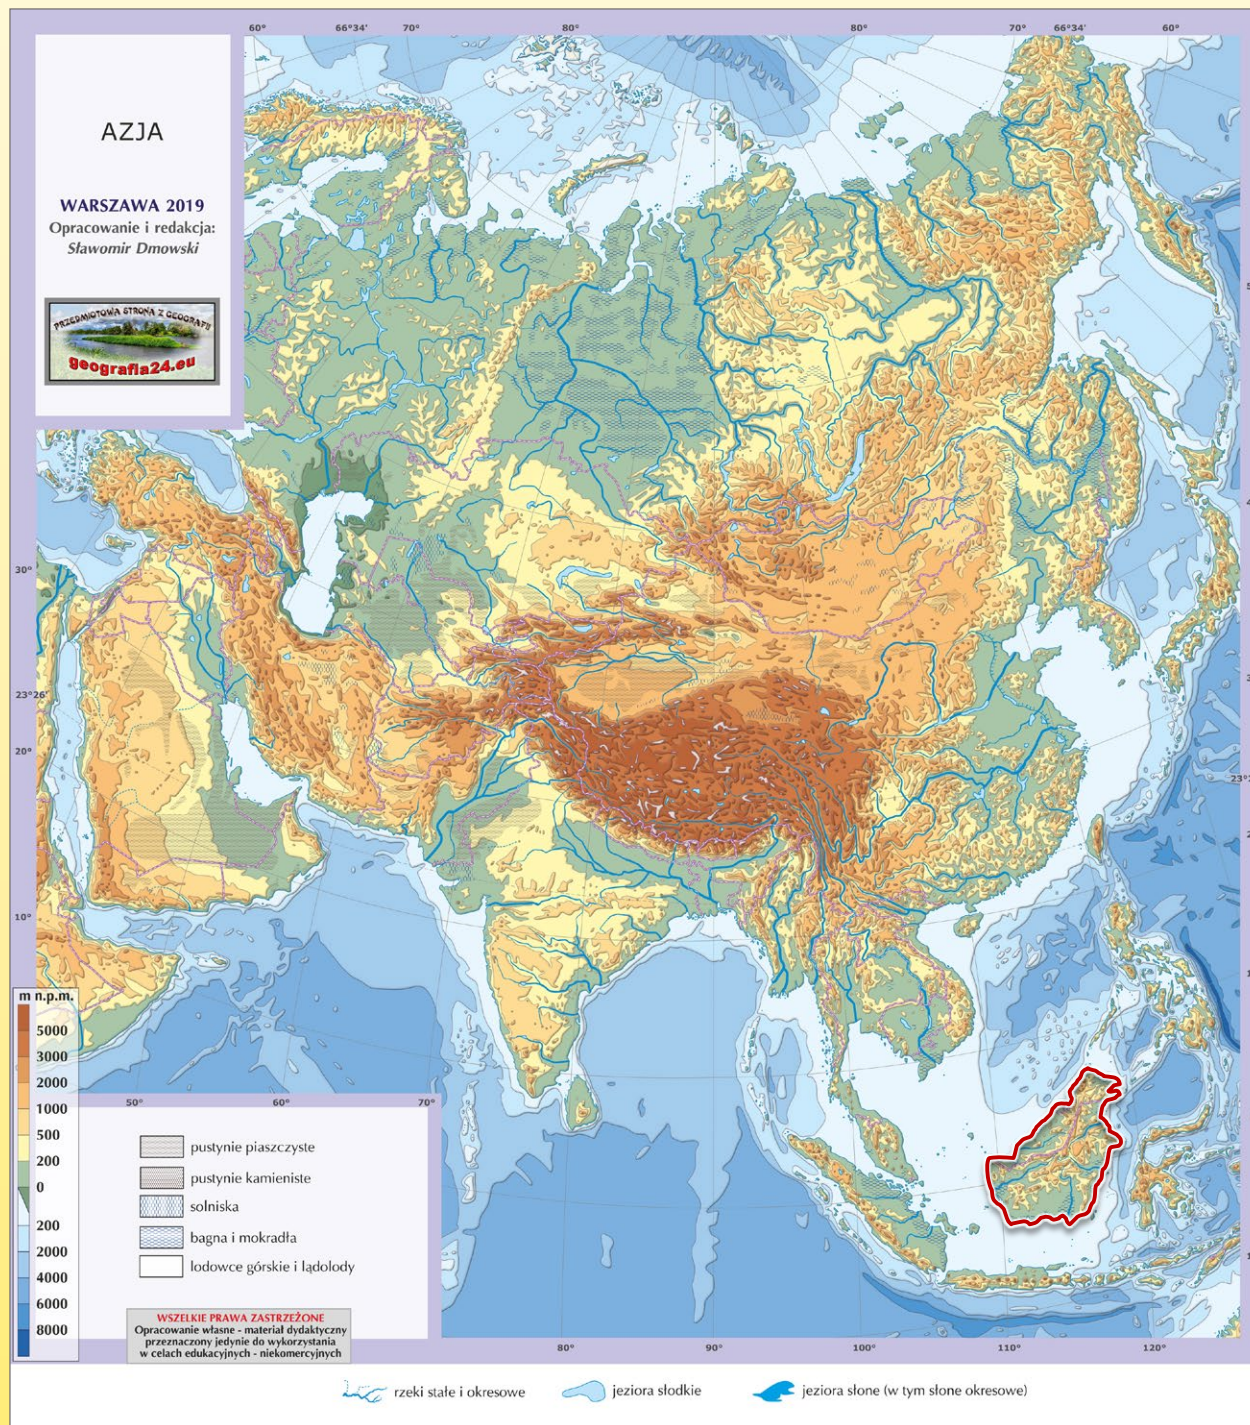 60°
66°34'
70°
80°
80°
70°
66°34'
60°
AZJA
WARSZAWA 2019
Opracowanie i redakcja:
Sławomir Dmowski
PRZEDMIOTOWA STRONA Z GEOGRAFII
geografia24.eu
30°
23°26'
20°
10°
m n.p.m.
5000
3000
2000
1000
500
200
0
200
2000
4000
6000
8000
50°
60°
70°
pustynie piaszczyste
pustynie kamieniste
solniska
bagna i mokradła
lodowce górskie i lądolody
WSZELKIE PRAWA ZASTRZEŻONE
Opracowanie własne - materiał dydaktyczny
przeznaczony jedynie do wykorzystania
w celach edukacyjnych - niekomercyjnych
80°
90°
100°
110°
120°
rzeki stałe i okresowe
jeziora słodkie
jeziora słone (w tym słone okresowe)